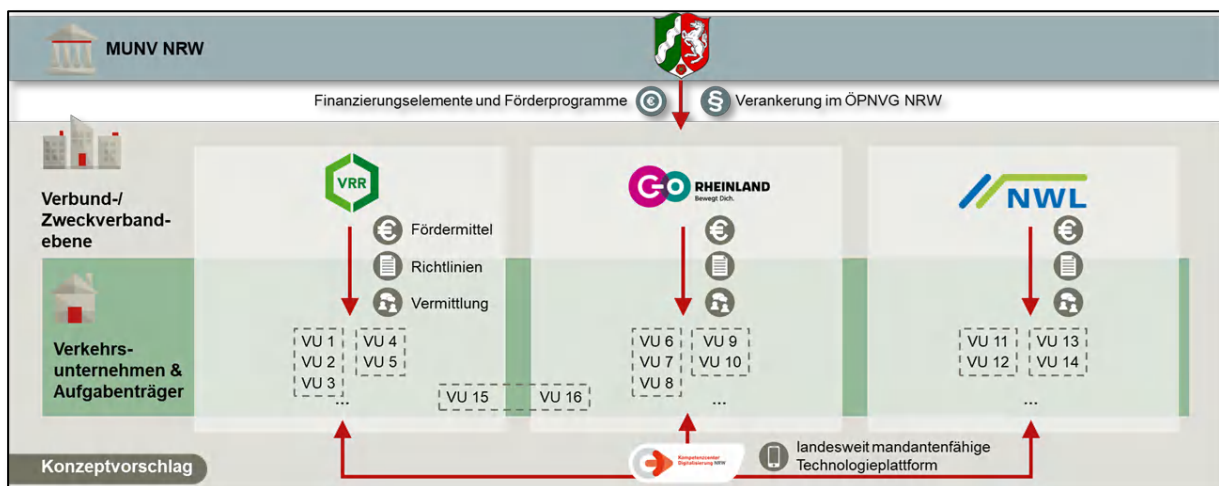 MUNV NRW
Finanzierungselemente und Förderprogramme
€
§
Verankerung im ÖPNVG NRW
Verbund-/
Zweckverband-
ebene
VRR
GO RHEINLAND
Bewegt Dich.
NWL
€ Fördermittel
Richtlinien
Vermittlung
€
€
Verkehrs-
unternehmen &
Aufgabenträger
VU 1
VU 2
VU 3
VU 4
VU 5
...
VU 15
VU 16
VU 6
VU 7
VU 8
VU 9
VU 10
...
VU 11
VU 12
VU 13
VU 14
...
Konzeptvorschlag
Kompetenzcenter
Digitalisierung NRW
landesweit mandantenfähige
Technologieplattform